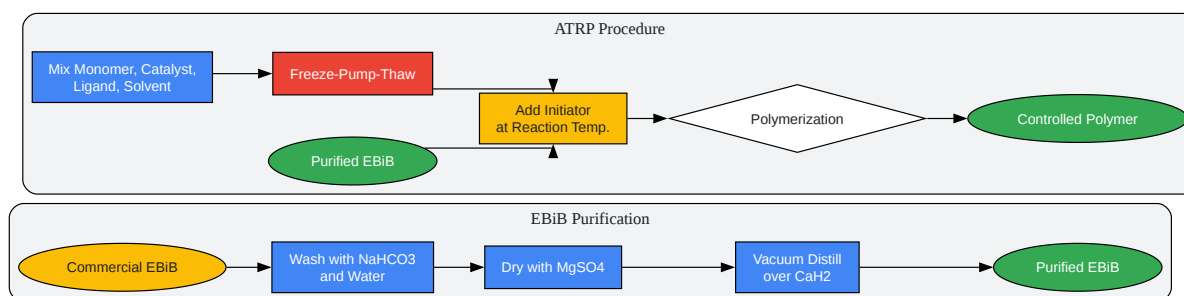 ATRP Procedure
Mix Monomer, Catalyst,
Ligand, Solvent
Freeze-Pump-Thaw
Add Initiator
at Reaction Temp.
Polymerization
Controlled Polymer
Purified EBiB
EBiB Purification
Commercial EBiB
Wash with NaHCO3
and Water
Dry with MgSO4
Vacuum Distill
over CaH2
Purified EBiB